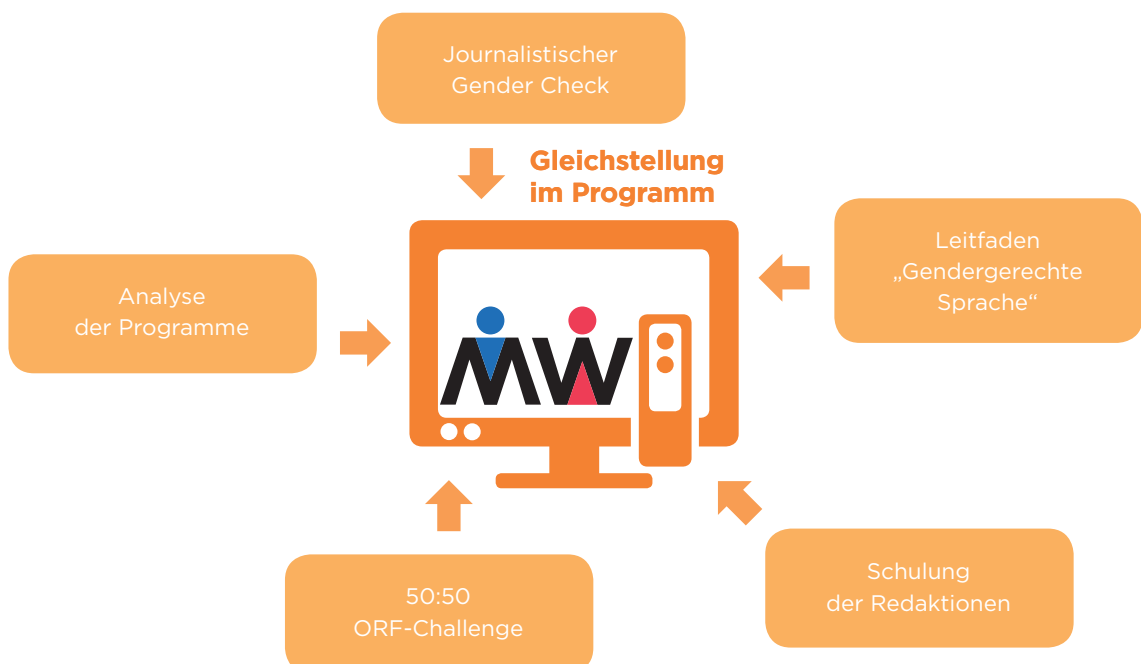 Journalistischer
Gender Check
Gleichstellung
im Programm
Leitfaden
„Gendergerechte
Sprache“
Analyse
der Programme
MW
Schulung
der Redaktionen
50:50
ORF-Challenge